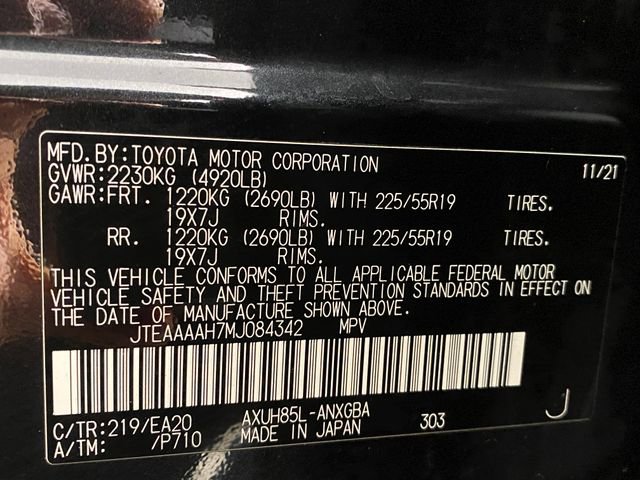 MFD.BY:TOYOTA MOTOR CORPORATION 11/21
GVWR:2230KG (4920LB)
GAWR:FRT. 1220KG (2690LB) WITH 225/55R19 TIRES.
19X7J RIMS.
RR. 1220KG (2690LB) WITH 225/55R19 TIRES.
19X7J RIMS.
THIS VEHICLE CONFORMS TO ALL APPLICABLE FEDERAL MOTOR
VEHICLE SAFETY AND THEFT PREVENTION STANDARDS IN EFFECT ON
THE DATE OF MANUFACTURE SHOWN ABOVE.
JTEAAAAH7MJ084342 MPV
C/TR:219/EA20 AXUH85L-ANXGBA
A/TM: /P710 MADE IN JAPAN 303 J